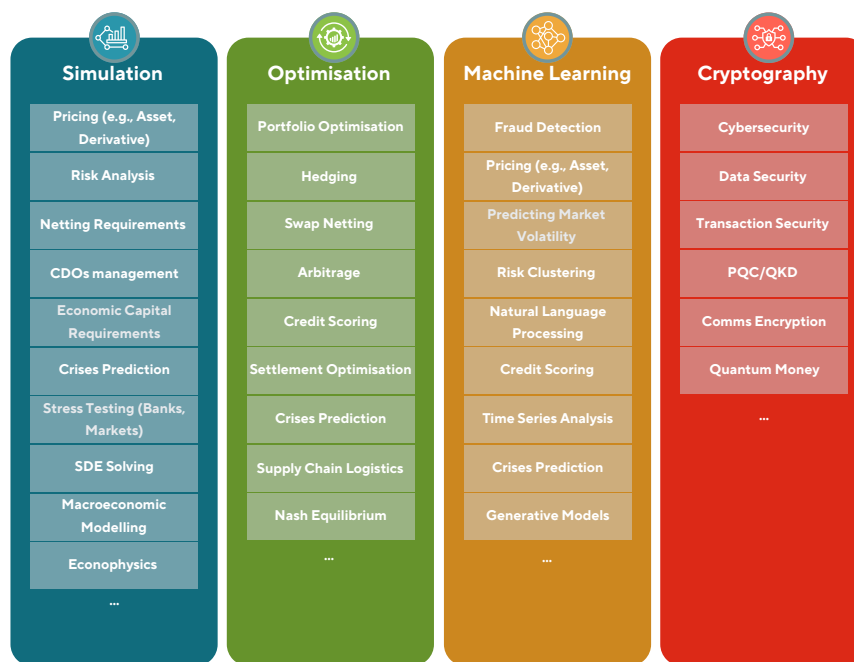 Simulation
Pricing (e.g., Asset,
Derivative)
Risk Analysis
Netting Requirements
CDOs management
Economic Capital
Requirements
Crises Prediction
Stress Testing (Banks,
Markets)
SDE Solving
Macroeconomic
Modelling
Econophysics
...
Optimisation
Portfolio Optimisation
Hedging
Swap Netting
Arbitrage
Credit Scoring
Settlement Optimisation
Crises Prediction
Supply Chain Logistics
Nash Equilibrium
...
Machine Learning
Fraud Detection
Pricing (e.g., Asset,
Derivative)
Predicting Market
Volatility
Risk Clustering
Natural Language
Processing
Credit Scoring
Time Series Analysis
Crises Prediction
Generative Models
...
Cryptography
Cybersecurity
Data Security
Transaction Security
PQC/QKD
Comms Encryption
Quantum Money
...